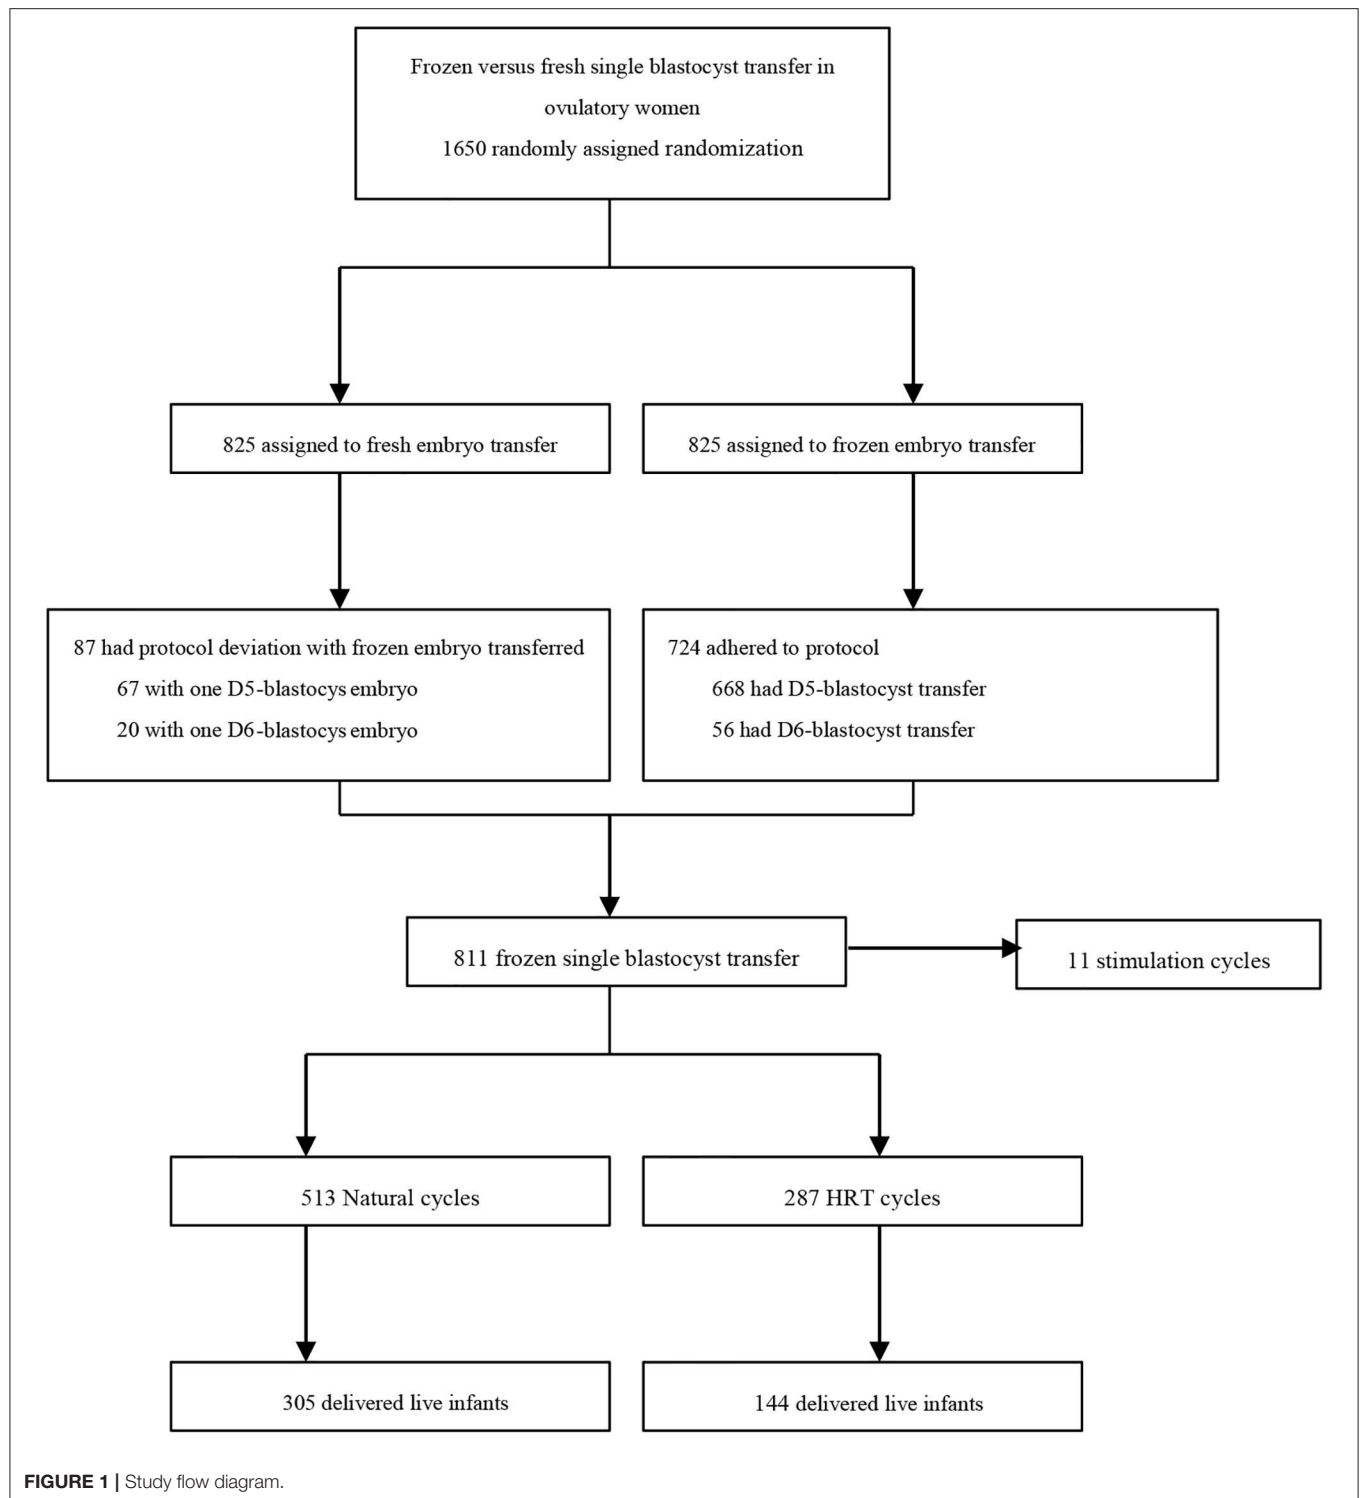 Frozen versus fresh single blastocyst transfer in
ovulatory women
1650 randomly assigned randomization
825 assigned to fresh embryo transfer
825 assigned to frozen embryo transfer
87 had protocol deviation with frozen embryo transferred
67 with one D5-blastocys embryo
20 with one D6-blastocys embryo
724 adhered to protocol
668 had D5-blastocyst transfer
56 had D6-blastocyst transfer
811 frozen single blastocyst transfer
11 stimulation cycles
513 Natural cycles
287 HRT cycles
305 delivered live infants
144 delivered live infants
FIGURE 1 | Study flow diagram.